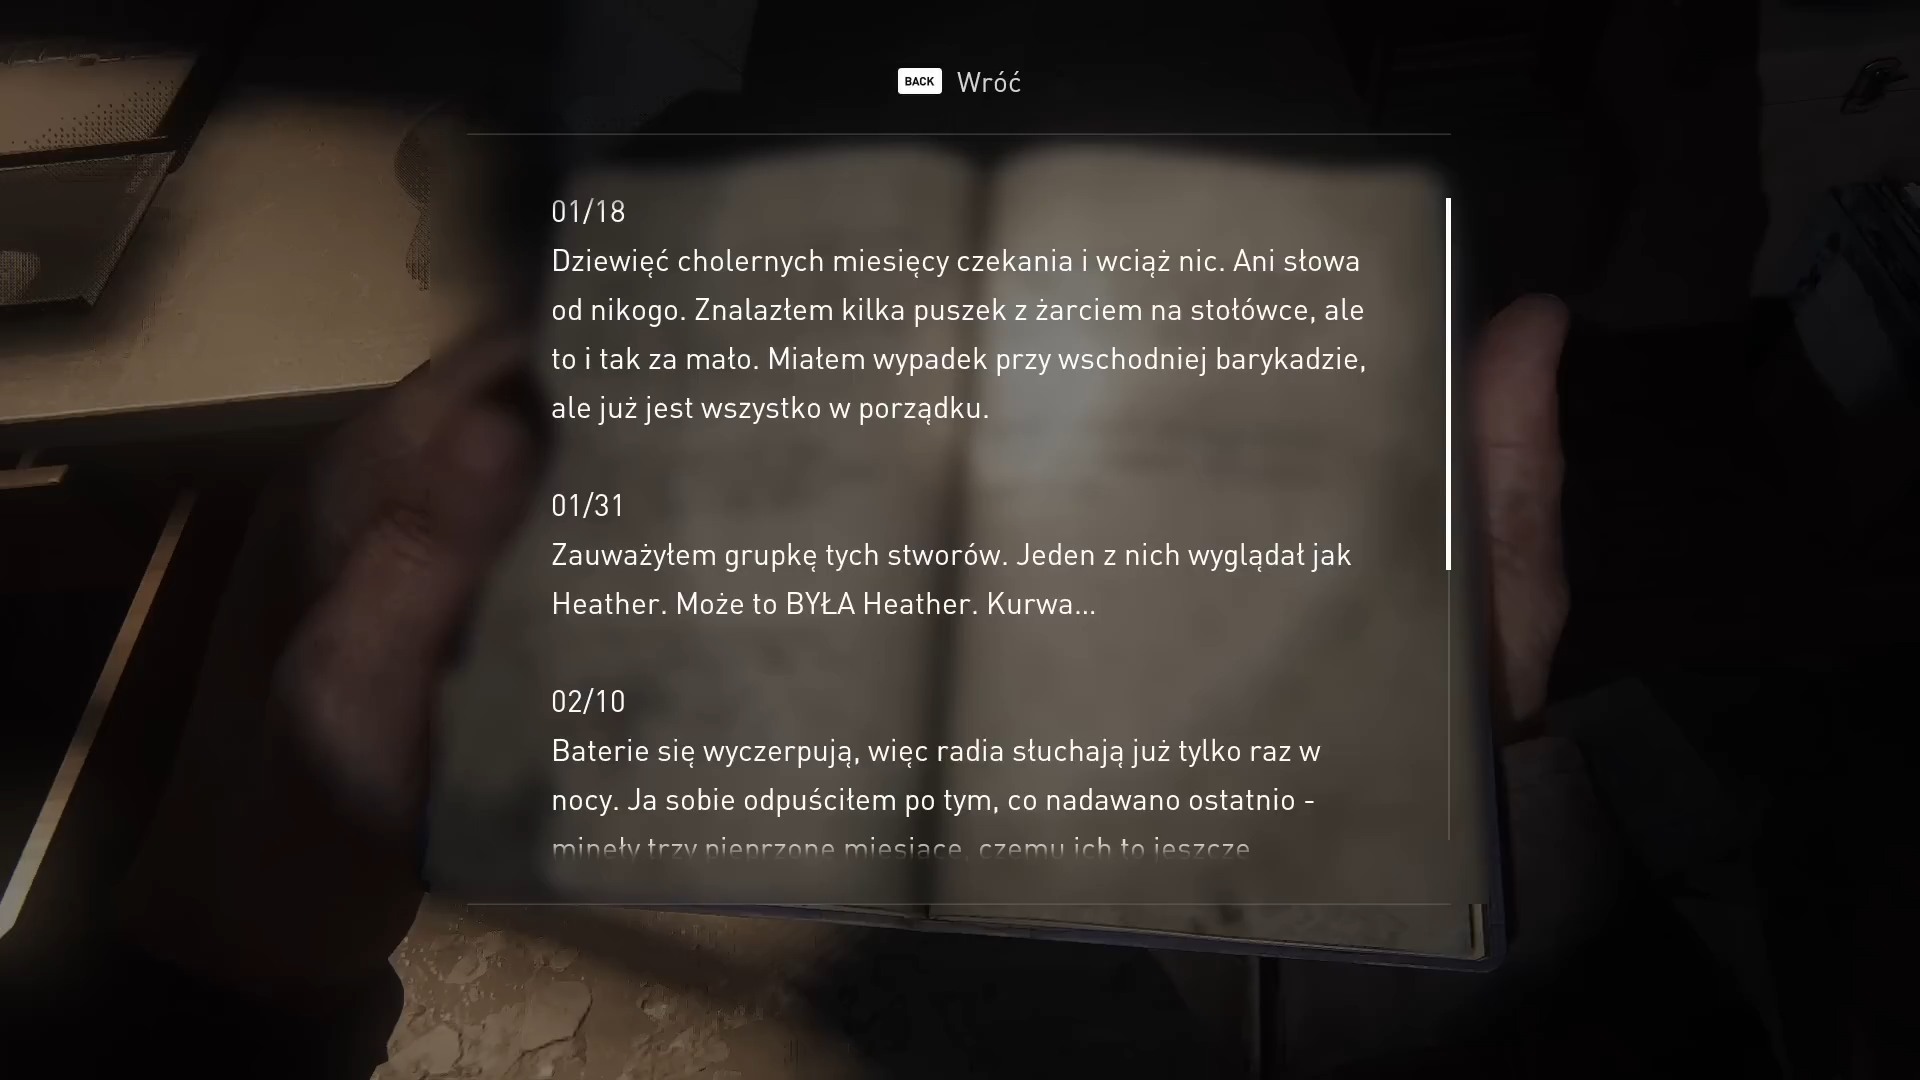 BACK Wróć
01/18
Dziewięć cholernych miesięcy czekania i wciąż nic. Ani słowa
od nikogo. Znalazłem kilka puszek z żarciem na stołówce, ale
to i tak za mało. Miałem wypadek przy wschodniej barykadzie,
ale już jest wszystko w porządku.
01/31
Zauważyłem grupkę tych stworów. Jeden z nich wyglądał jak
Heather. Może to BYŁA Heather. Kurwa...
02/10
Baterie się wyczerpują, więc radia słuchają już tylko raz w
nocy. Ja sobie odpuściłem po tym, co nadawano ostatnio -
minęły trzy pieprzone miesiące, czemu ich to jeszcze